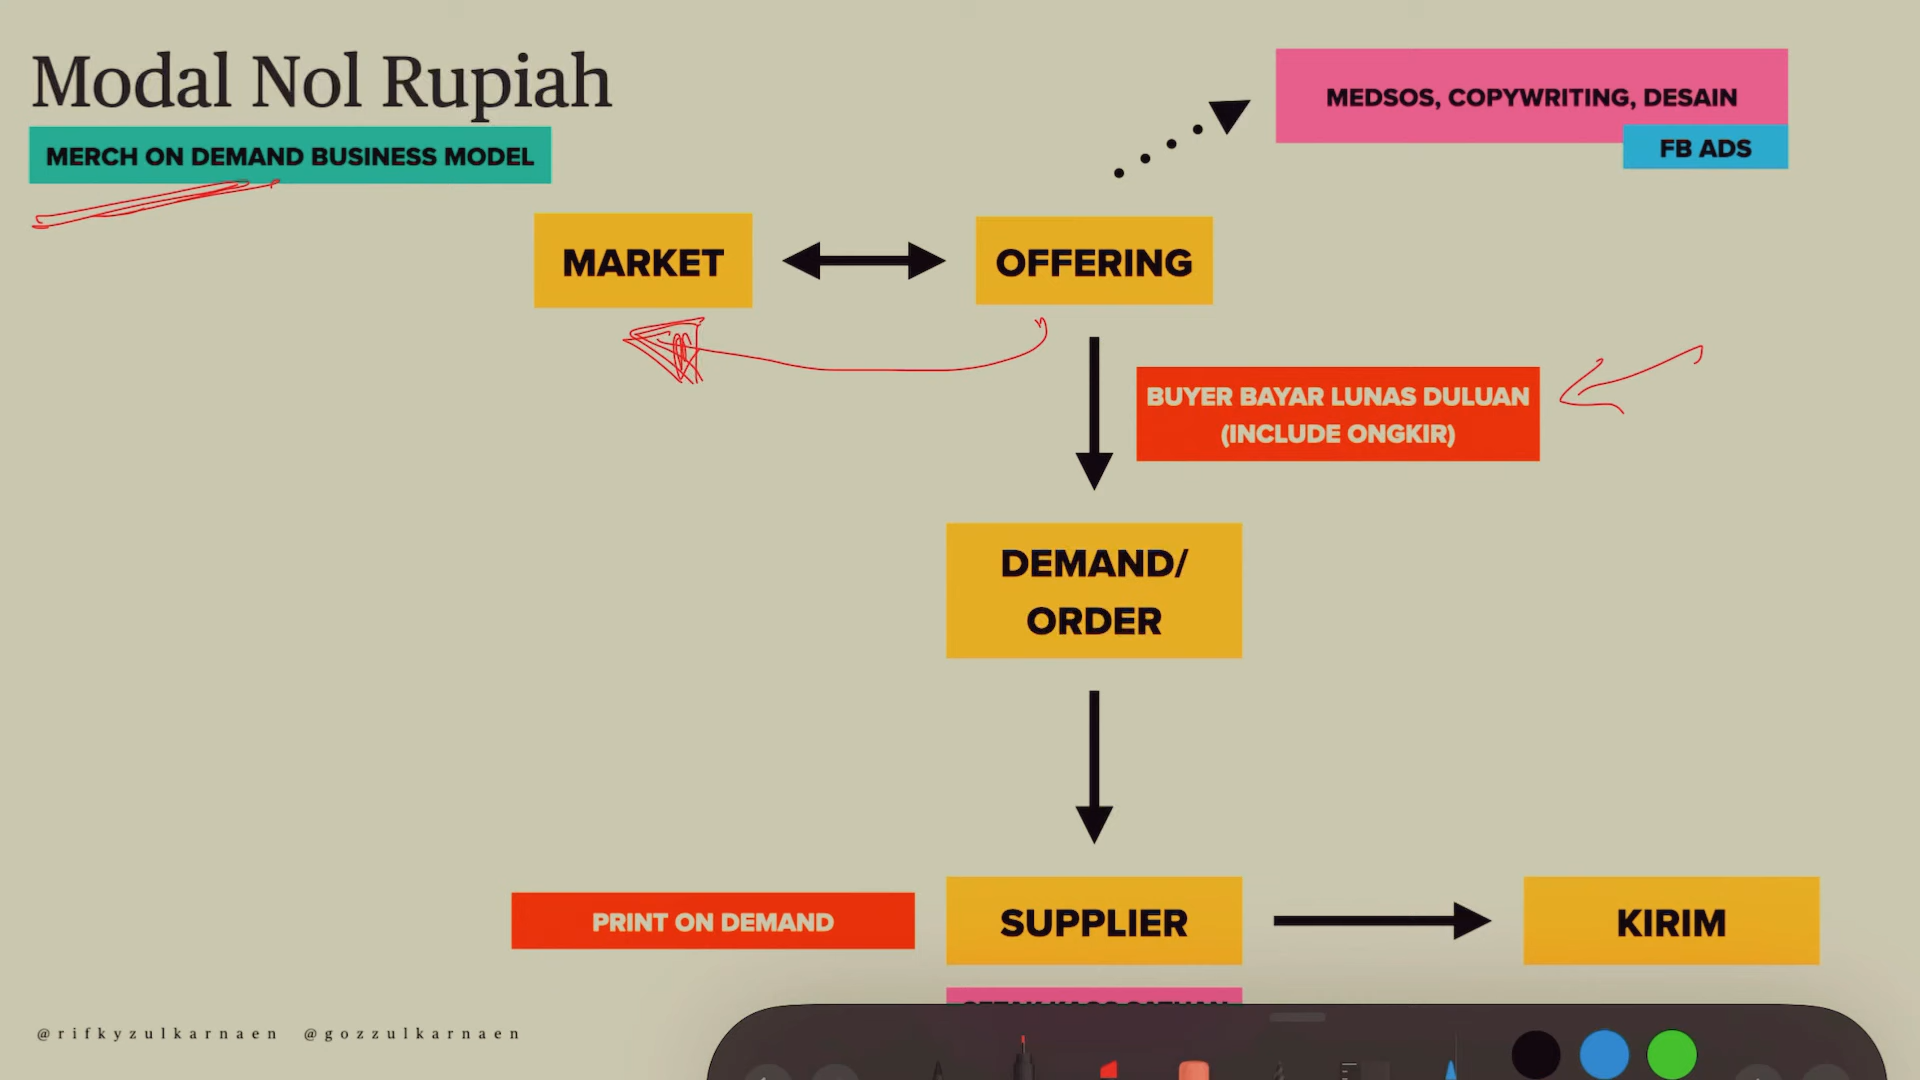 Modal Nol Rupiah
MERCH ON DEMAND BUSINESS MODEL
MEDSOS, COPYWRITING, DESAIN
FB ADS
MARKET
OFFERING
BUYER BAYAR LUNAS DULUAN
(INCLUDE ONGKIR)
DEMAND/
ORDER
PRINT ON DEMAND
SUPPLIER
KIRIM
@rifkyzulkarnaen @gozzulkarnaen